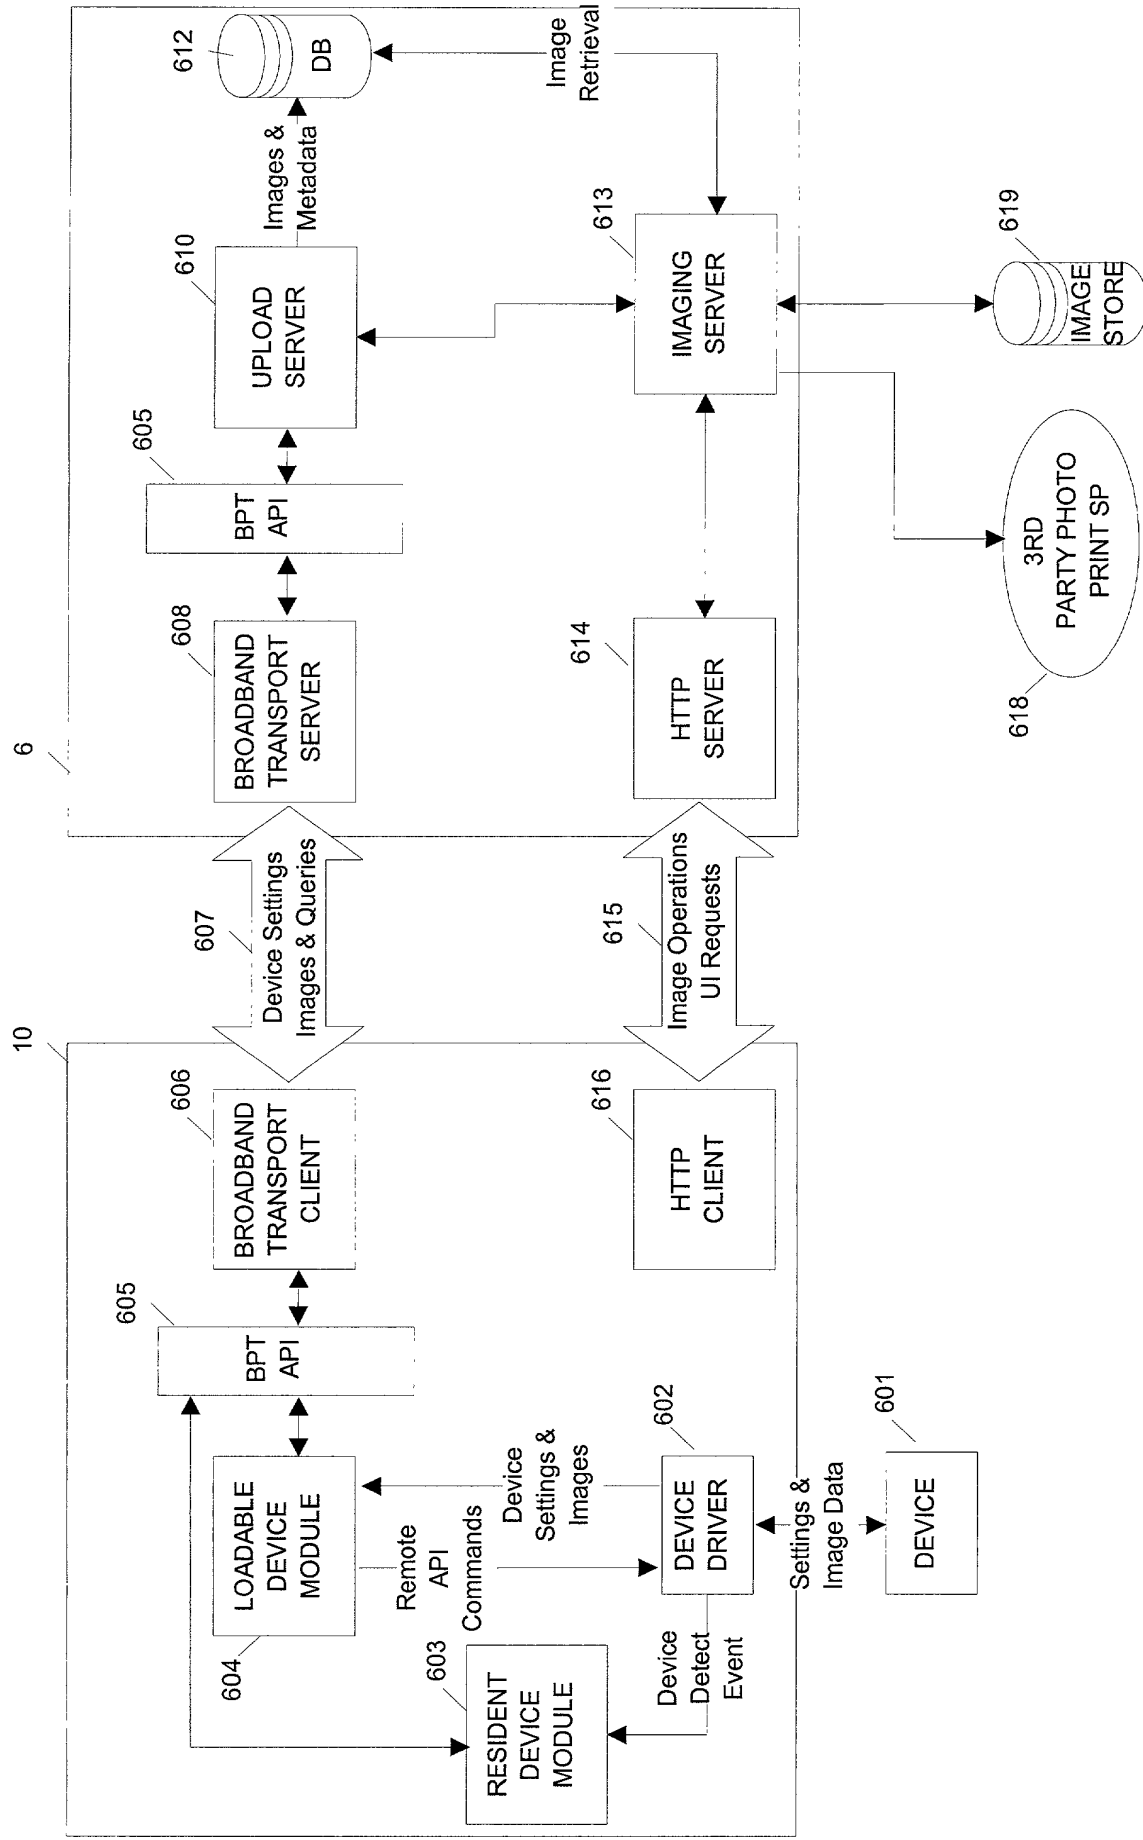 10
605
BPT
API
606
BROADBAND
TRANSPORT
CLIENT
604
LOADABLE
DEVICE
MODULE
603
RESIDENT
DEVICE
MODULE
Remote
API
Commands
Device
Settings &
Images
602
DEVICE
DRIVER
Device
Detect
Event
Settings &
Image Data
601
DEVICE
616
HTTP
CLIENT
607
Device Settings
Images & Queries
615
Image Operations
UI Requests
6
608
BROADBAND
TRANSPORT
SERVER
605
BPT
API
610
UPLOAD
SERVER
Images &
Metadata
612
DB
Image
Retrieval
614
HTTP
SERVER
613
IMAGING
SERVER
618
3RD
PARTY PHOTO
PRINT SP
619
IMAGE
STORE